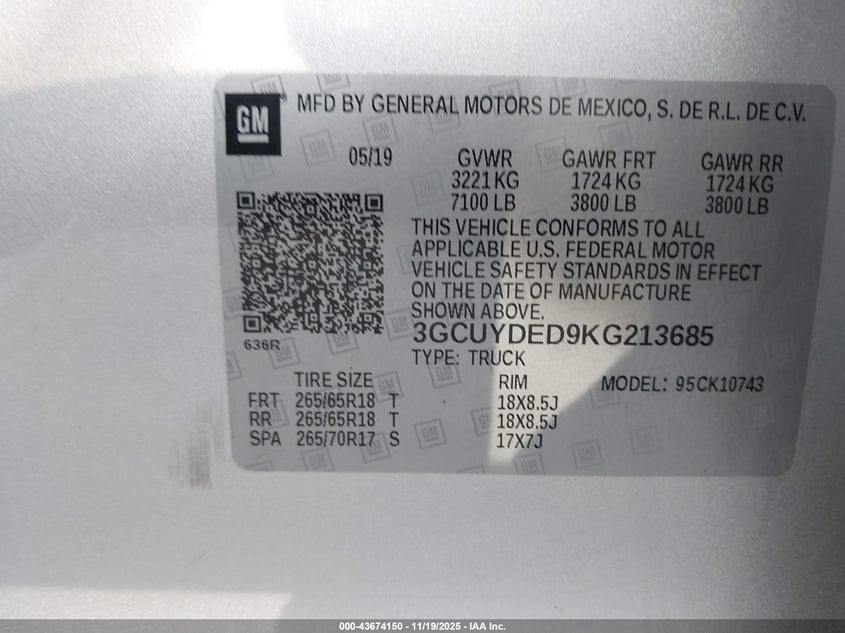 GM
MFD BY GENERAL MOTORS DE MEXICO, S. DE R.L. DE C.V.
05/19 GVWR GAWR FRT GAWR RR
3221 KG 1724 KG 1724 KG
7100 LB 3800 LB 3800 LB
THIS VEHICLE CONFORMS TO ALL
APPLICABLE U.S. FEDERAL MOTOR
VEHICLE SAFETY STANDARDS IN EFFECT
ON THE DATE OF MANUFACTURE
SHOWN ABOVE.
3GCUYDED9KG213685
636R
TYPE: TRUCK
TIRE SIZE RIM MODEL: 95CK10743
FRT 265/65R18 T 18X8.5J
RR 265/65R18 T 18X8.5J
SPA 265/70R17 S 17X7J
000-43674150 — 11/19/2025 — IAA Inc.